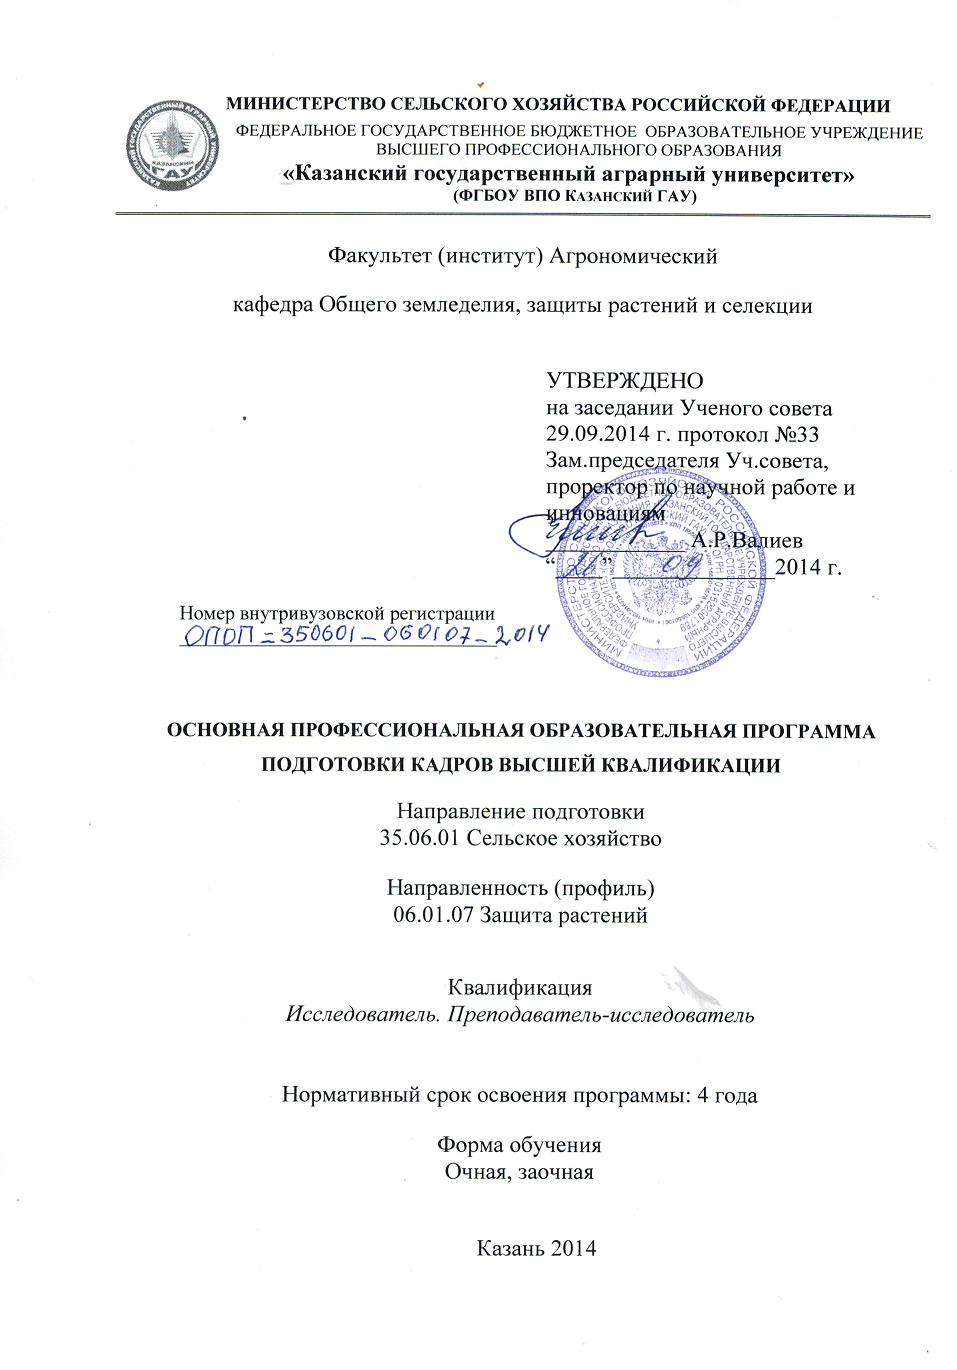 МИНИСТЕРСТВО СЕЛЬСКОГО ХОЗЯЙСТВА РОССИЙСКОЙ ФЕДЕРАЦИИ
ФЕДЕРАЛЬНОЕ ГОСУДАРСТВЕННОЕ БЮДЖЕТНОЕ ОБРАЗОВАТЕЛЬНОЕ УЧРЕЖДЕНИЕ
ВЫСШЕГО ПРОФЕССИОНАЛЬНОГО ОБРАЗОВАНИЯ
«Казанский государственный аграрный университет»
(ФГБОУ ВПО КАЗАНСКИЙ ГАУ)
КАЗАНСКИЙ
ГАУ
Факультет (институт) Агрономический
кафедра Общего земледелия, защиты растений и селекции
УТВЕРЖДЕНО
на заседании Ученого совета
29.09.2014 г. протокол №33
Зам.председателя Уч.совета,
проректор по научной работе и
инновациям
А.Р.Валиев
“ ” 09 2014 г.
Номер внутривузовской регистрации
ОПОП – 350601 – 060107 – 2014
ОСНОВНАЯ ПРОФЕССИОНАЛЬНАЯ ОБРАЗОВАТЕЛЬНАЯ ПРОГРАММА
ПОДГОТОВКИ КАДРОВ ВЫСШЕЙ КВАЛИФИКАЦИИ
Направление подготовки
35.06.01 Сельское хозяйство
Направленность (профиль)
06.01.07 Защита растений
Квалификация
Исследователь. Преподаватель-исследователь
Нормативный срок освоения программы: 4 года
Форма обучения
Очная, заочная
Казань 2014